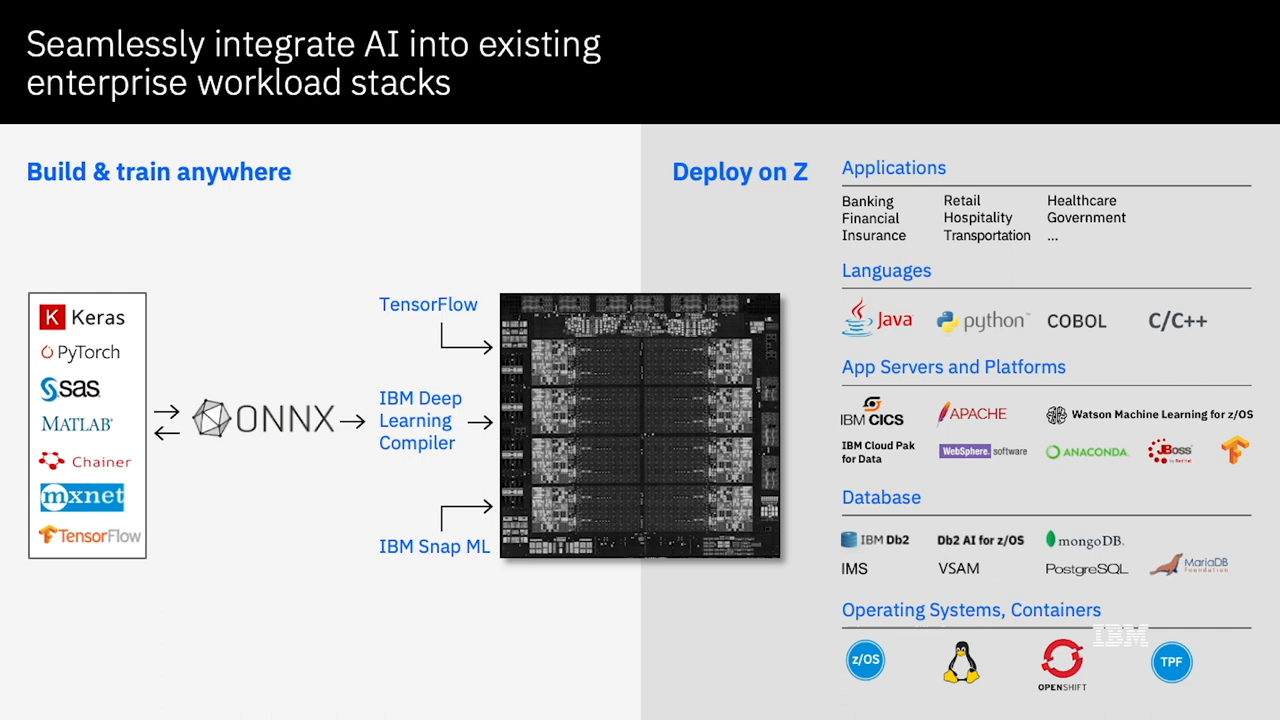 Seamlessly integrate AI into existing
enterprise workload stacks
Build & train anywhere
Keras
PyTorch
sas
MATLAB
Chainer
mxnet
TensorFlow
ONNX
TensorFlow
IBM Deep
Learning
Compiler
IBM Snap ML
Deploy on Z
Applications
Banking Retail Healthcare
Financial Hospitality Government
Insurance Transportation ...
Languages
Java python COBOL C/C++
App Servers and Platforms
IBM CICS APACHE Watson Machine Learning for z/OS
IBM Cloud Pak
for Data
WebSphere. software ANACONDA. JBoss
by Red Hat
Database
IBM Db2 Db2 AI for z/OS mongoDB.
IMS VSAM PostgreSQL MariaDB
Foundation
Operating Systems, Containers
IBM
z/OS OPENSHIFT TPF